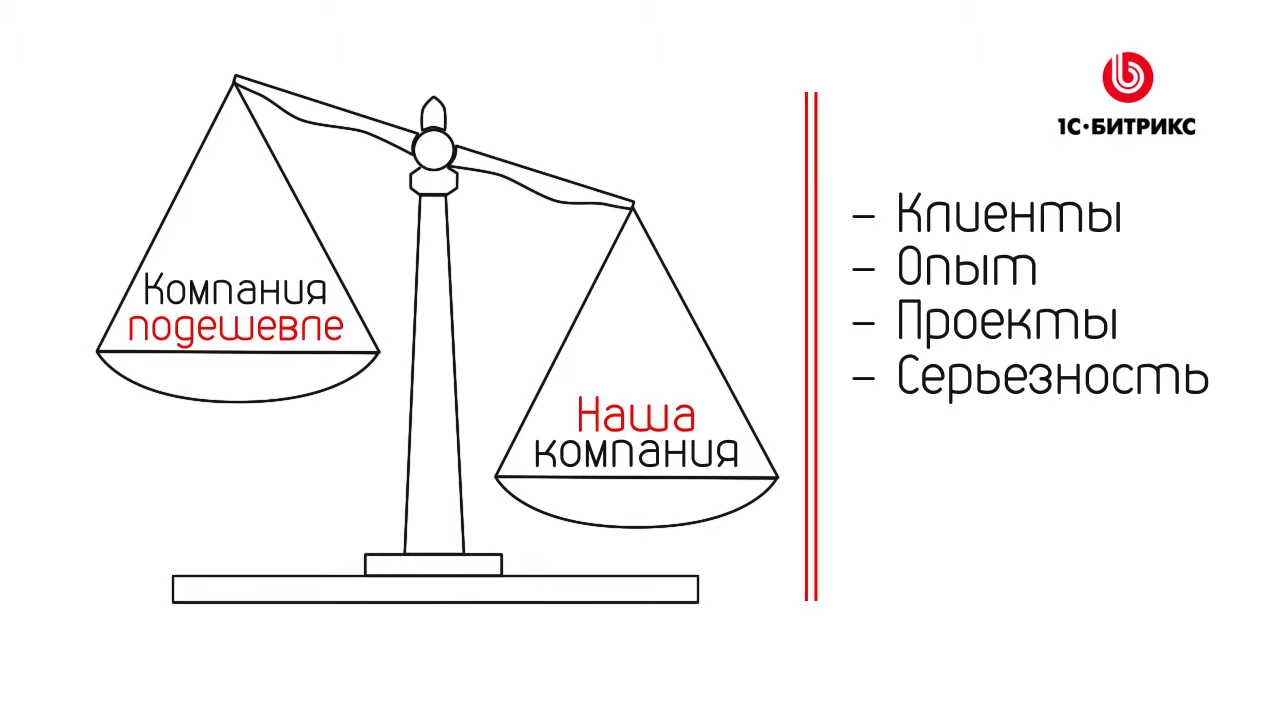 Компания
подешевле
Наша
компания
1С·БИТРИКС
– Клиенты
– Опыт
– Проекты
– Серьезность